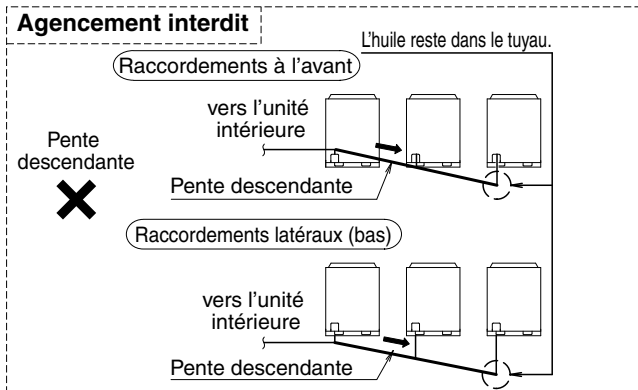 Agencement interdit
L'huile reste dans le tuyau.
Raccordements à l'avant
vers l'unité
intérieure
Pente
descendante
Pente descendante
Raccordements latéraux (bas)
vers l'unité
intérieure
Pente descendante